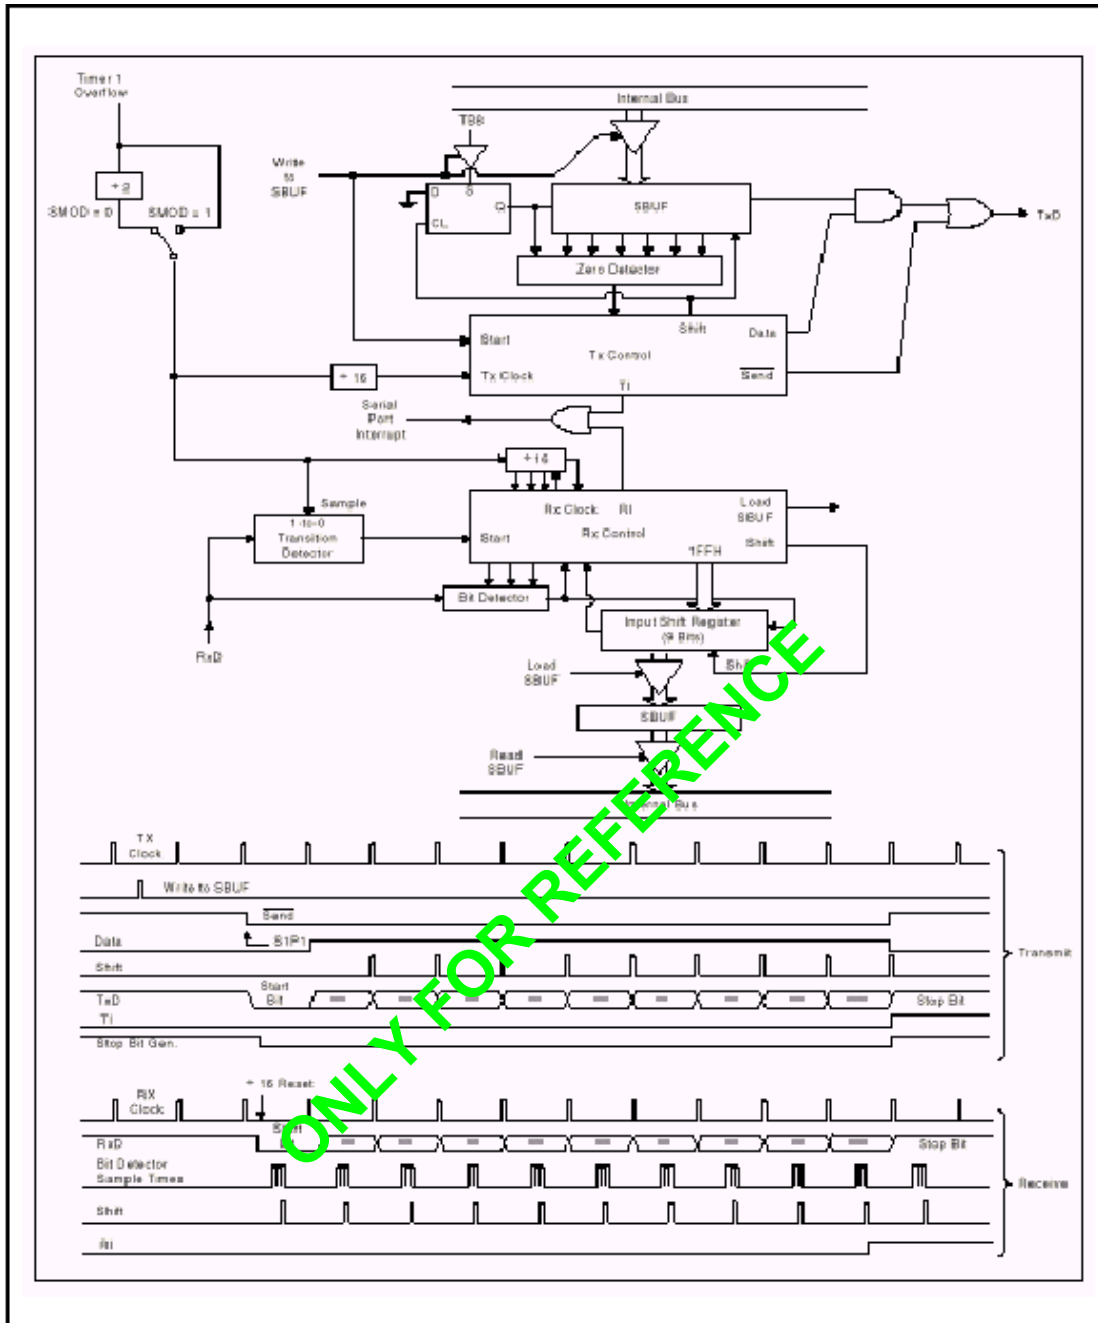 Timer 1
Overflow
Internal Bus
TB8
Write
to
SBUF
÷2
SMOD = 0
SMOD = 1
D
S
Q
CL
SBUF
TxD
Zero Detector
Shift
Start
Data
Tx Control
÷ 16
Tx Clock
Send
TI
Serial
Port
Interrupt
÷16
Sample
Rx Clock
RI
Load
SBUF
1-to-0
Transition
Detector
Start
Rx Control
Shift
1FFH
Bit Detector
Input Shift Register
(9 Bits)
RxD
Load
SBUF
Shift
SBUF
Read
SBUF
Internal Bus
ONLY FOR REFERENCE
TX
Clock
Write to SBUF
Send
Data
S1P1
Transmit
Shift
Start
Bit
TxD
Stop Bit
TI
Stop Bit Gen.
÷ 16 Reset
RX
Clock
Start
RxD
Stop Bit
Bit Detector
Sample Times
Receive
Shift
RI